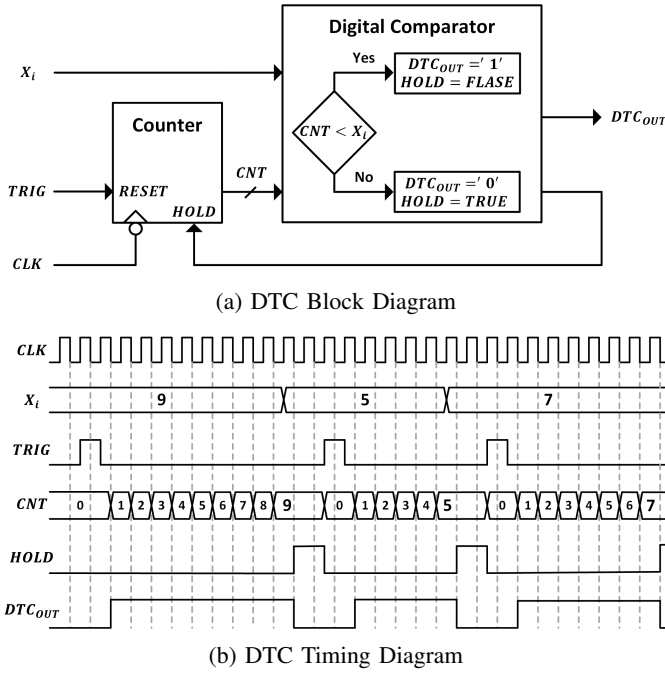 Digital Comparator
X_i
Yes
DTC_OUT =' 1'
HOLD = FLASE
Counter
CNT < X_i
DTC_OUT
CNT
TRIG
RESET
No
DTC_OUT =' 0'
HOLD = TRUE
HOLD
CLK
(a) DTC Block Diagram
CLK
X_i 9 5 7
TRIG
CNT 0 1 2 3 4 5 6 7 8 9 0 1 2 3 4 5 0 1 2 3 4 5 6 7
HOLD
DTC_OUT
(b) DTC Timing Diagram